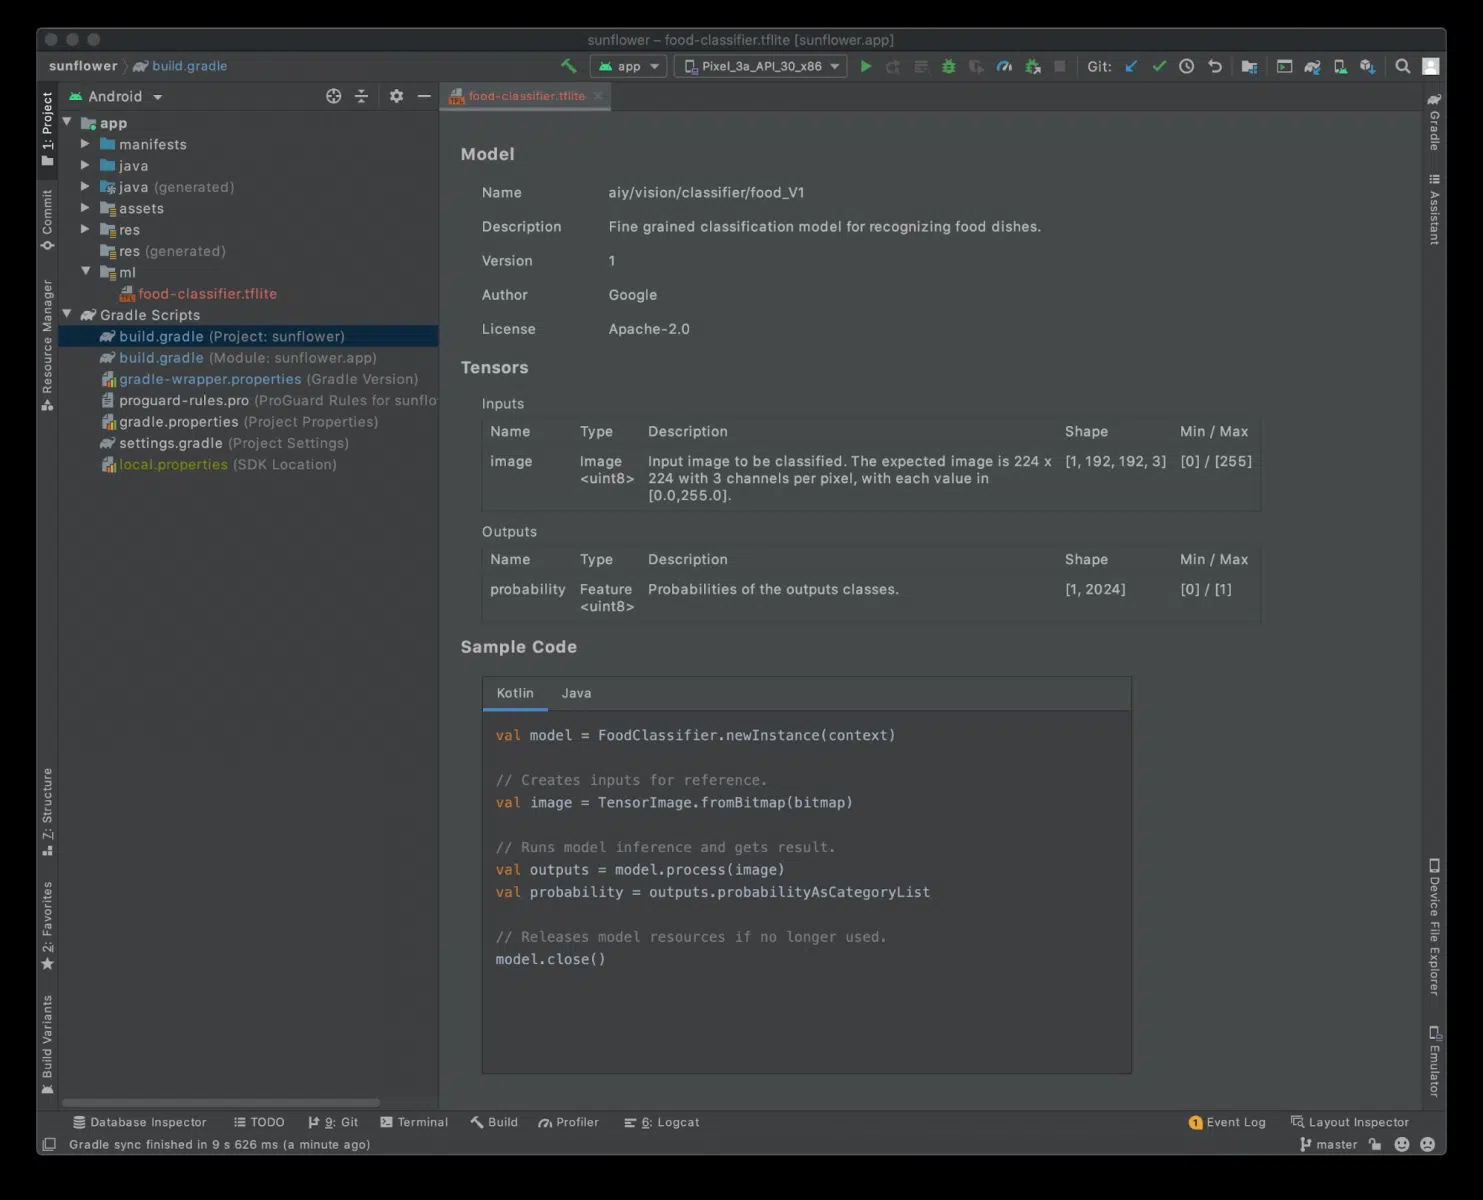 sunflower – food-classifier.tflite [sunflower.app]
sunflower build.gradle
app
Pixel_3a_API_30_x86
Git:
Android
food-classifier.tflite
1: Project
Commit
Resource Manager
7: Structure
2: Favorites
Build Variants
app
manifests
java
java (generated)
assets
res
res (generated)
ml
food-classifier.tflite
Gradle Scripts
build.gradle (Project: sunflower)
build.gradle (Module: sunflower.app)
gradle-wrapper.properties (Gradle Version)
proguard-rules.pro (ProGuard Rules for sunflo
gradle.properties (Project Properties)
settings.gradle (Project Settings)
local.properties (SDK Location)
Model
Name aiy/vision/classifier/food_V1
Description Fine grained classification model for recognizing food dishes.
Version 1
Author Google
License Apache-2.0
Tensors
Inputs
Name Type Description Shape Min / Max
image Image Input image to be classified. The expected image is 224 x [1, 192, 192, 3] [0] / [255]
<uint8> 224 with 3 channels per pixel, with each value in
[0.0,255.0].
Outputs
Name Type Description Shape Min / Max
probability Feature Probabilities of the outputs classes. [1, 2024] [0] / [1]
<uint8>
Sample Code
Kotlin Java
val model = FoodClassifier.newInstance(context)
// Creates inputs for reference.
val image = TensorImage.fromBitmap(bitmap)
// Runs model inference and gets result.
val outputs = model.process(image)
val probability = outputs.probabilityAsCategoryList
// Releases model resources if no longer used.
model.close()
Gradle
Assistant
Device File Explorer
Emulator
Database Inspector TODO 9: Git Terminal Build Profiler 6: Logcat 1 Event Log Layout Inspector
Gradle sync finished in 9 s 626 ms (a minute ago) master